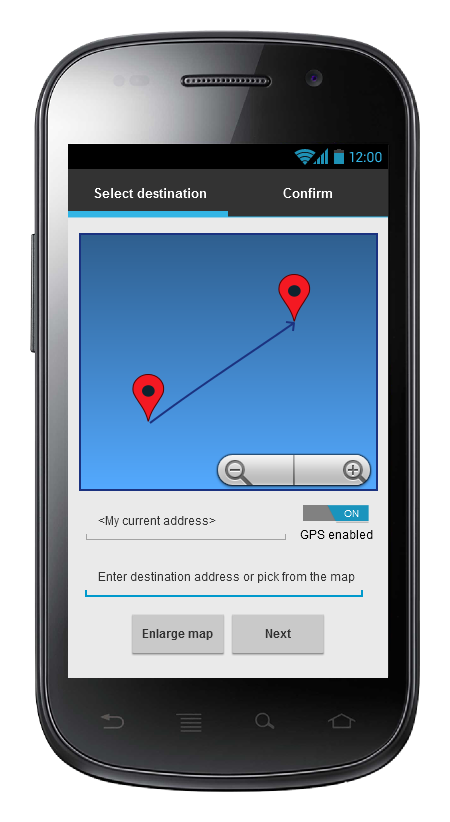 12:00
Select destination
Confirm
<My current address>
ON
GPS enabled
Enter destination address or pick from the map
Enlarge map
Next